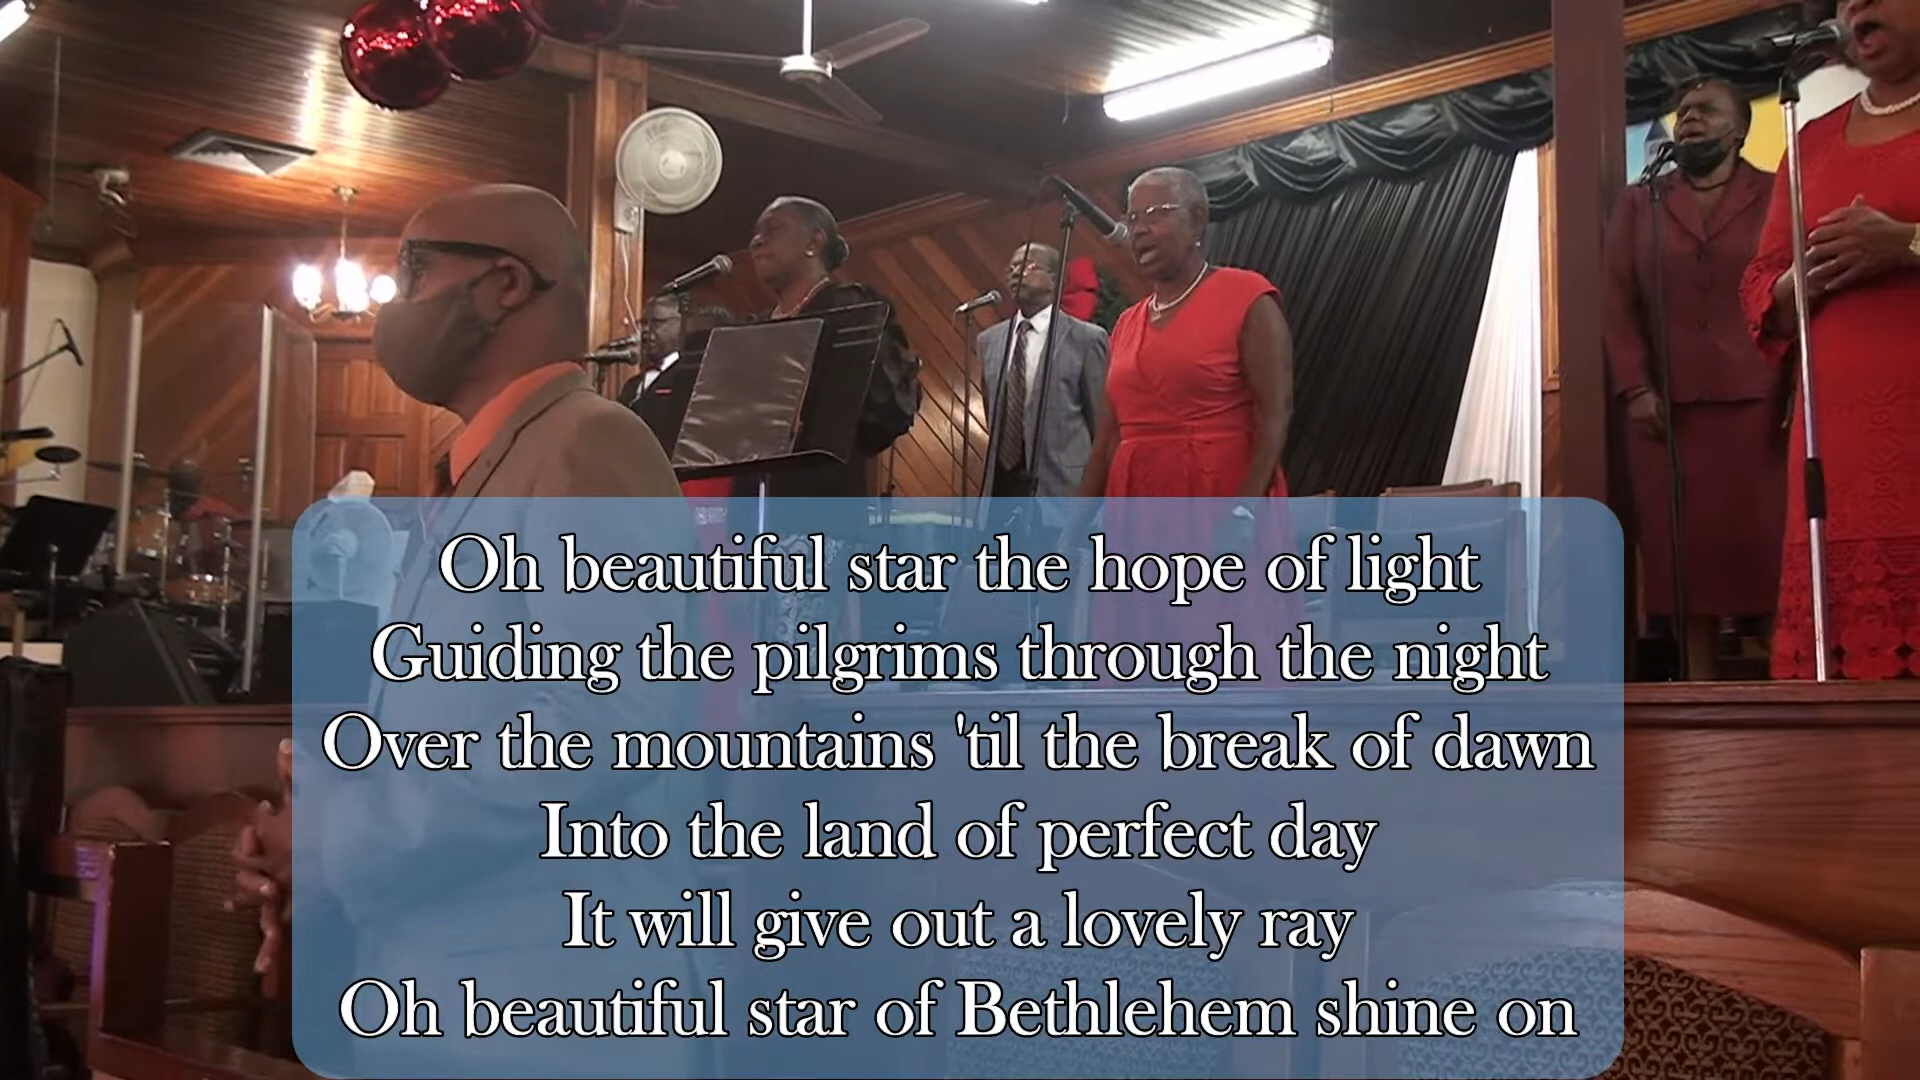 Oh beautiful star the hope of light
Guiding the pilgrims through the night
Over the mountains 'til the break of dawn
Into the land of perfect day
It will give out a lovely ray
Oh beautiful star of Bethlehem shine on